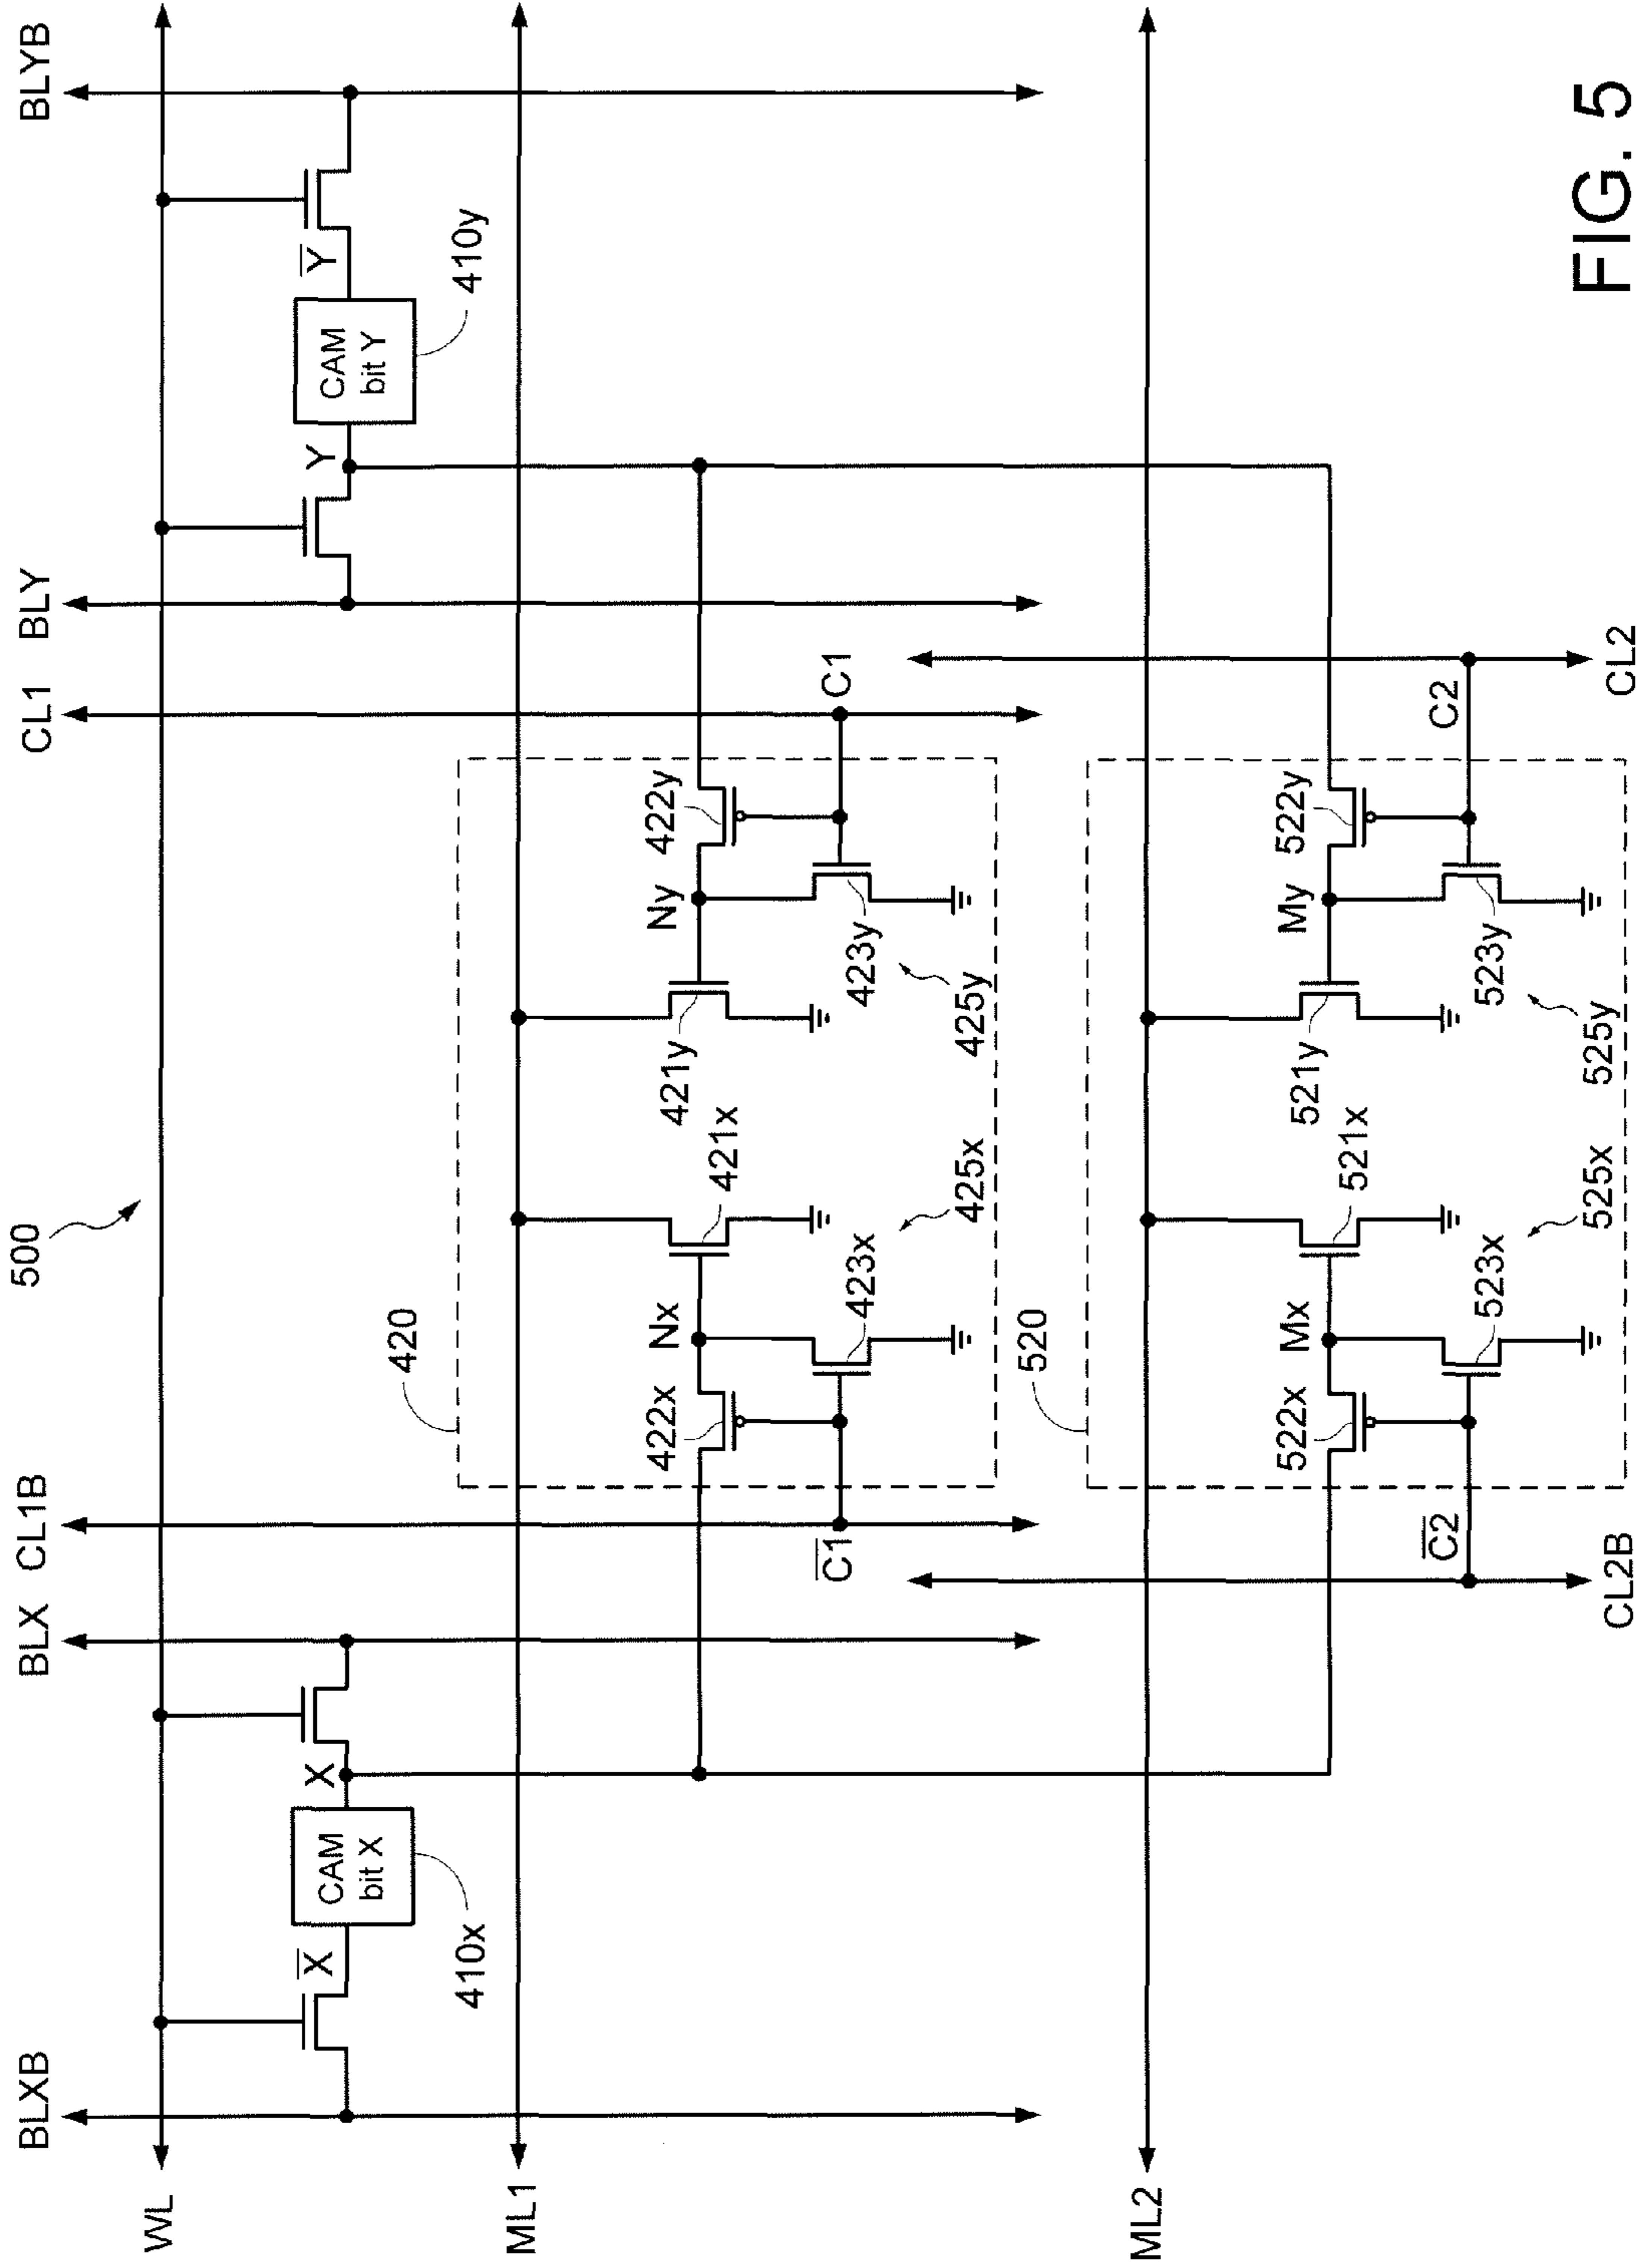 500
BLXB
BLX
CL1B
CL1
BLY
BLYB
WL
X̅
CAM
bit X
X
410x
Y
CAM
bit Y
Y̅
410y
ML1
420
422x
Nx
421x
421y
Ny
422y
C̅1̅
423x
425x
425y
423y
C1
ML2
520
522x
Mx
521x
521y
My
522y
C̅2̅
523x
525x
525y
523y
C2
CL2B
CL2
FIG. 5